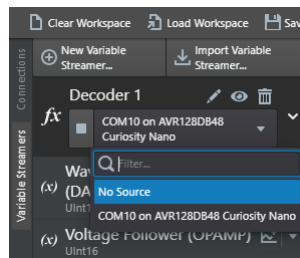 Clear Workspace Load Workspace Sav
Connections
Variable Streamers
New Variable
Streamer...
Import Variable
Streamer...
Decoder 1
fx
COM10 on AVR128DB48
Curiosity Nano
Filter...
No Source
COM10 on AVR128DB48 Curiosity Nano
(x) Wav
(DA
UInt1
(x) Voltage Follower (OPAMP)
UInt16